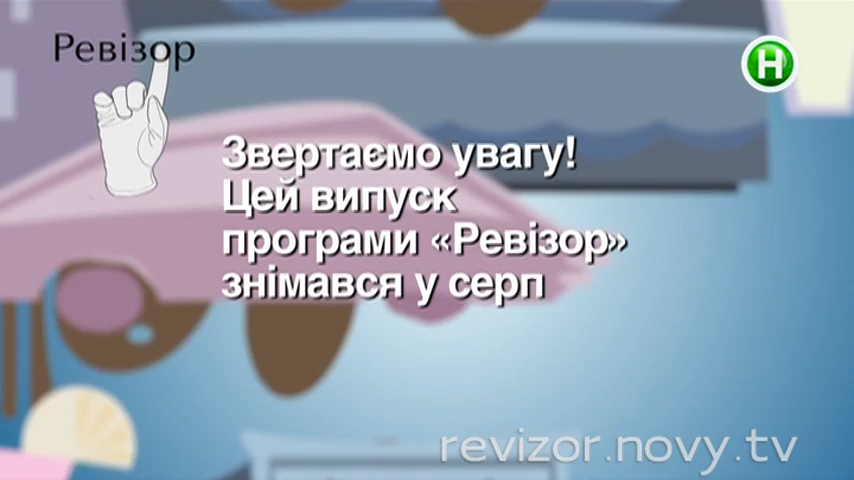 Ревізор
Н
Звертаємо увагу!
Цей випуск
програми «Ревізор»
знімався у серп
revizor.novy.tv